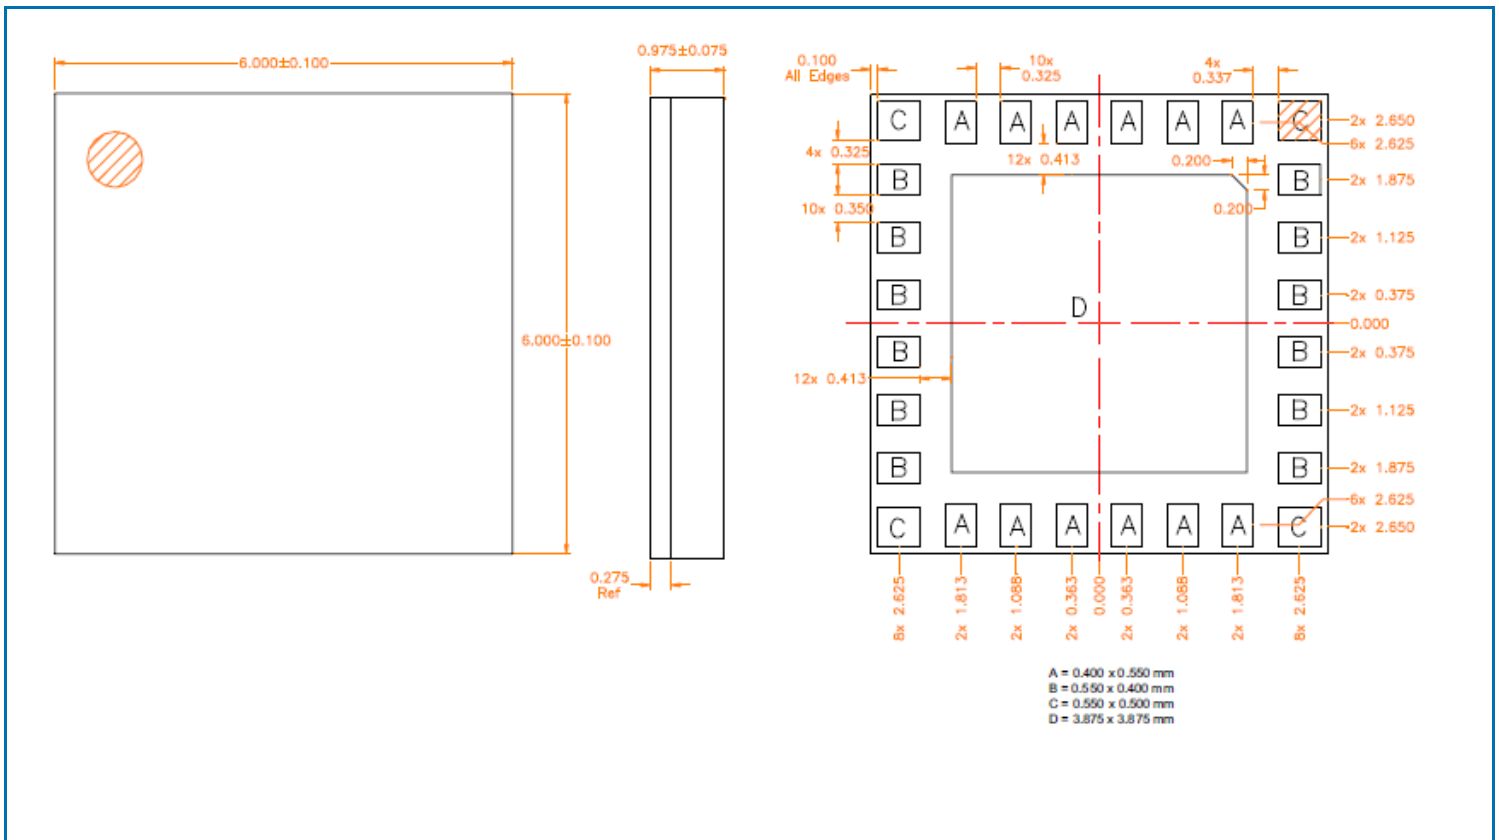 6.000±0.100
6.000±0.100
0.975±0.075
0.275
Ref
0.100
All Edges
10x
0.325
4x
0.337
C A A A A A A C
2x 2.650
6x 2.625
4x 0.325
12x 0.413
0.200
B B
2x 1.875
10x 0.350
0.200
B B
2x 1.125
B B
2x 0.375
D
0.000
B B
2x 0.375
12x 0.413
B B
2x 1.125
B B
2x 1.875
6x 2.625
C A A A A A A C
2x 2.650
8x 2.625
2x 1.813
2x 1.088
2x 0.363
0.000
2x 0.363
2x 1.088
2x 1.813
8x 2.625
A = 0.400 x 0.550 mm
B = 0.550 x 0.400 mm
C = 0.550 x 0.500 mm
D = 3.875 x 3.875 mm